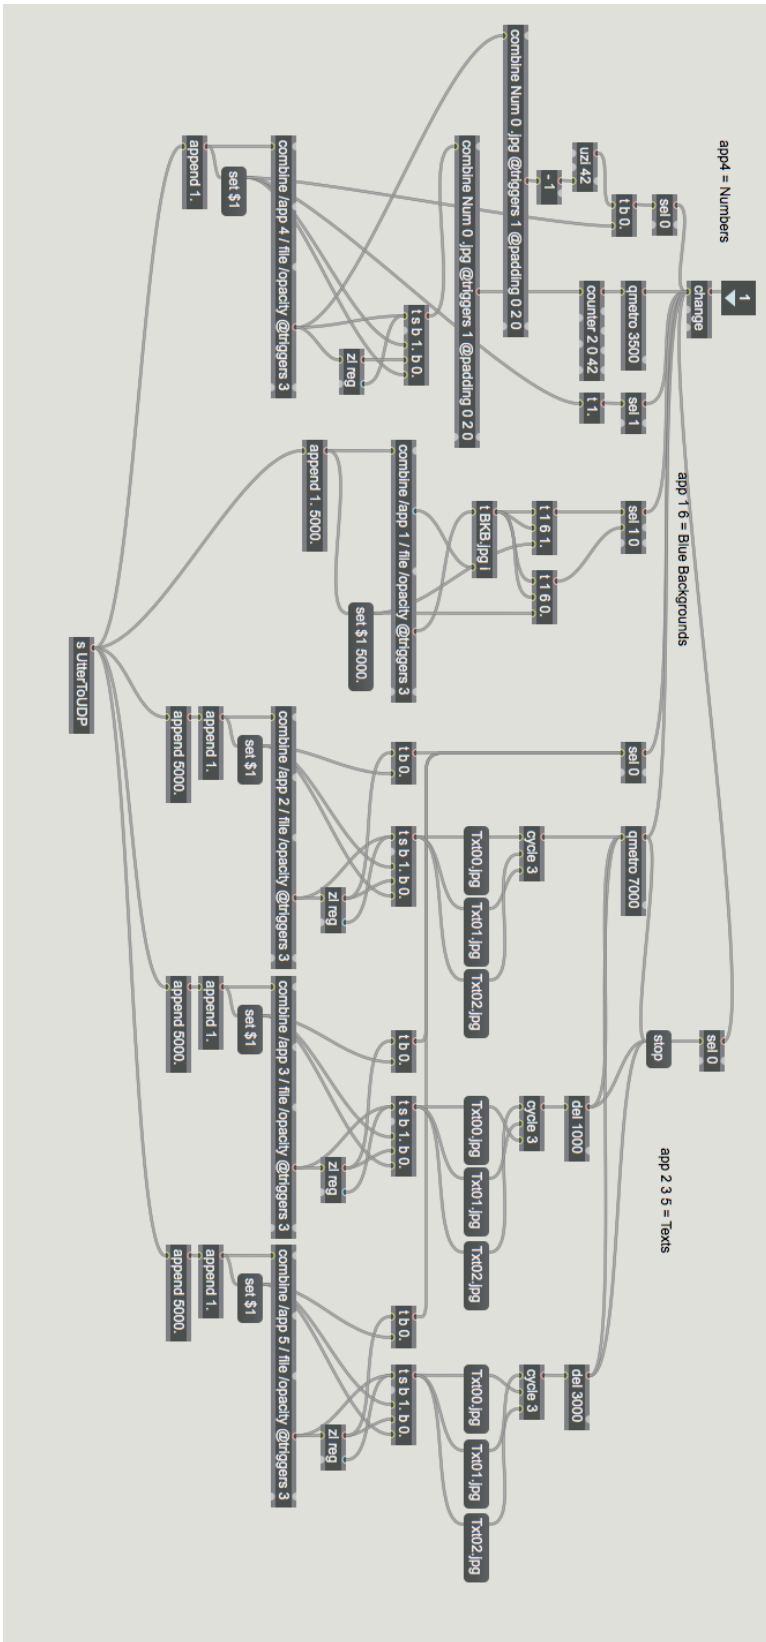 1
change
app4 = Numbers
sel 0
t b 0.
uzi 42
- 1
combine Num 0 .jpg @triggers 1 @padding 0 2 0
qmetro 3500
counter 2 0 42
combine Num 0 .jpg @triggers 1 @padding 0 2 0
sel 1
t 1.
t s b 1. b 0.
zl reg
combine /app 4 / file /opacity @triggers 3
set $1
append 1.
app 1 6 = Blue Backgrounds
sel 1 0
t 1 6 1.
t 1 6 0.
t BKB.jpg i
combine /app 1 / file /opacity @triggers 3
set $1 5000.
append 1. 5000.
app 2 3 5 = Texts
sel 0
stop
sel 0
qmetro 7000
cycle 3
Txt00.jpg
Txt01.jpg
Txt02.jpg
t b 0.
t s b 1. b 0.
zl reg
combine /app 2 / file /opacity @triggers 3
set $1
append 1.
append 5000.
del 1000
cycle 3
Txt00.jpg
Txt01.jpg
Txt02.jpg
t b 0.
t s b 1. b 0.
zl reg
combine /app 3 / file /opacity @triggers 3
set $1
append 1.
append 5000.
del 3000
cycle 3
Txt00.jpg
Txt01.jpg
Txt02.jpg
t b 0.
t s b 1. b 0.
zl reg
combine /app 5 / file /opacity @triggers 3
set $1
append 1.
append 5000.
s UtterToUDP